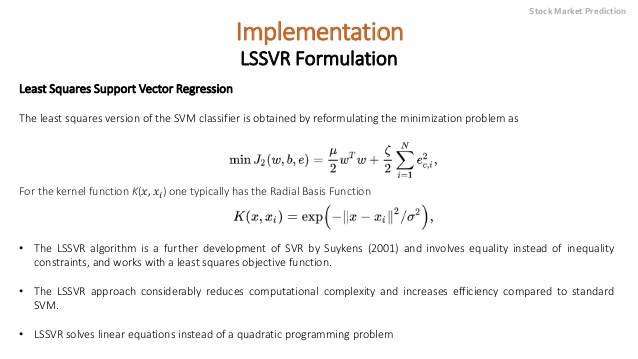 Stock Market Prediction
Implementation
LSSVR Formulation
Least Squares Support Vector Regression
The least squares version of the SVM classifier is obtained by reformulating the minimization problem as
min J₂(w, b, e) = μ/2 wᵀw + ζ/2 ∑ᵢ₌₁ᴺ e²c,i,
For the kernel function K(x, xᵢ) one typically has the Radial Basis Function
K(x, xᵢ) = exp(−‖x − xᵢ‖²/σ²),
• The LSSVR algorithm is a further development of SVR by Suykens (2001) and involves equality instead of inequality
constraints, and works with a least squares objective function.
• The LSSVR approach considerably reduces computational complexity and increases efficiency compared to standard
SVM.
• LSSVR solves linear equations instead of a quadratic programming problem